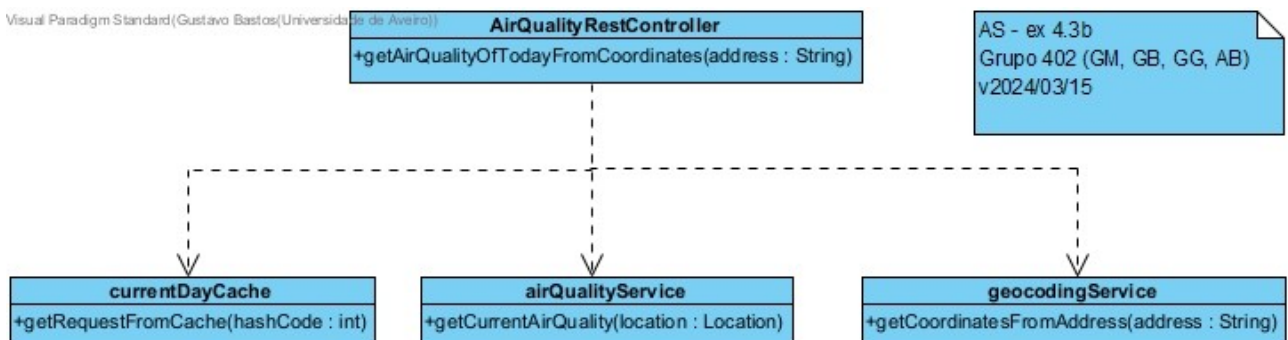 Visual Paradigm Standard(Gustavo Bastos(Universidade de Aveiro))
AirQualityRestController
+getAirQualityOfTodayFromCoordinates(address : String)
AS - ex 4.3b
Grupo 402 (GM, GB, GG, AB)
v2024/03/15
currentDayCache
+getRequestFromCache(hashCode : int)
airQualityService
+getCurrentAirQuality(location : Location)
geocodingService
+getCoordinatesFromAddress(address : String)